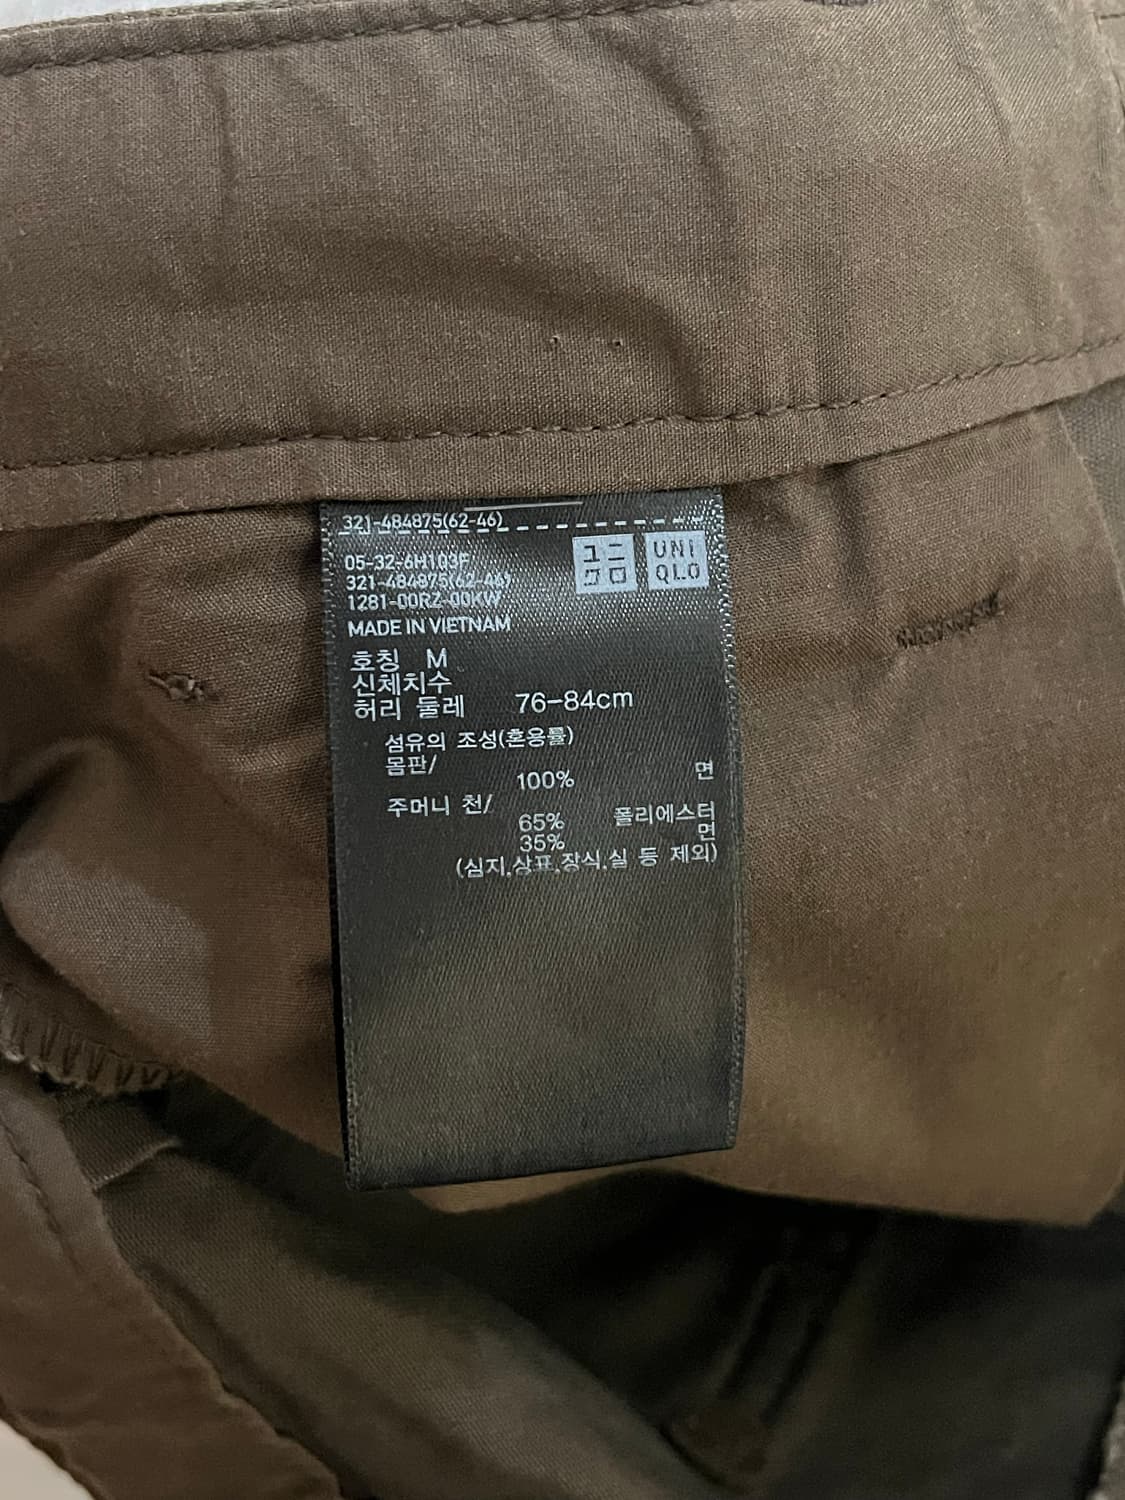 321-484875(62-46)
05-32-6H103F
321-484875(62-46)
1281-00RZ-00KW
ユニ
クロ
UNI
QLO
MADE IN VIETNAM
호칭 M
신체치수
허리 둘레 76-84cm
섬유의 조성(혼용률)
몸판/
100% 면
주머니 천/
65% 폴리에스터
35% 면
(심지,상표,장식,실 등 제외)